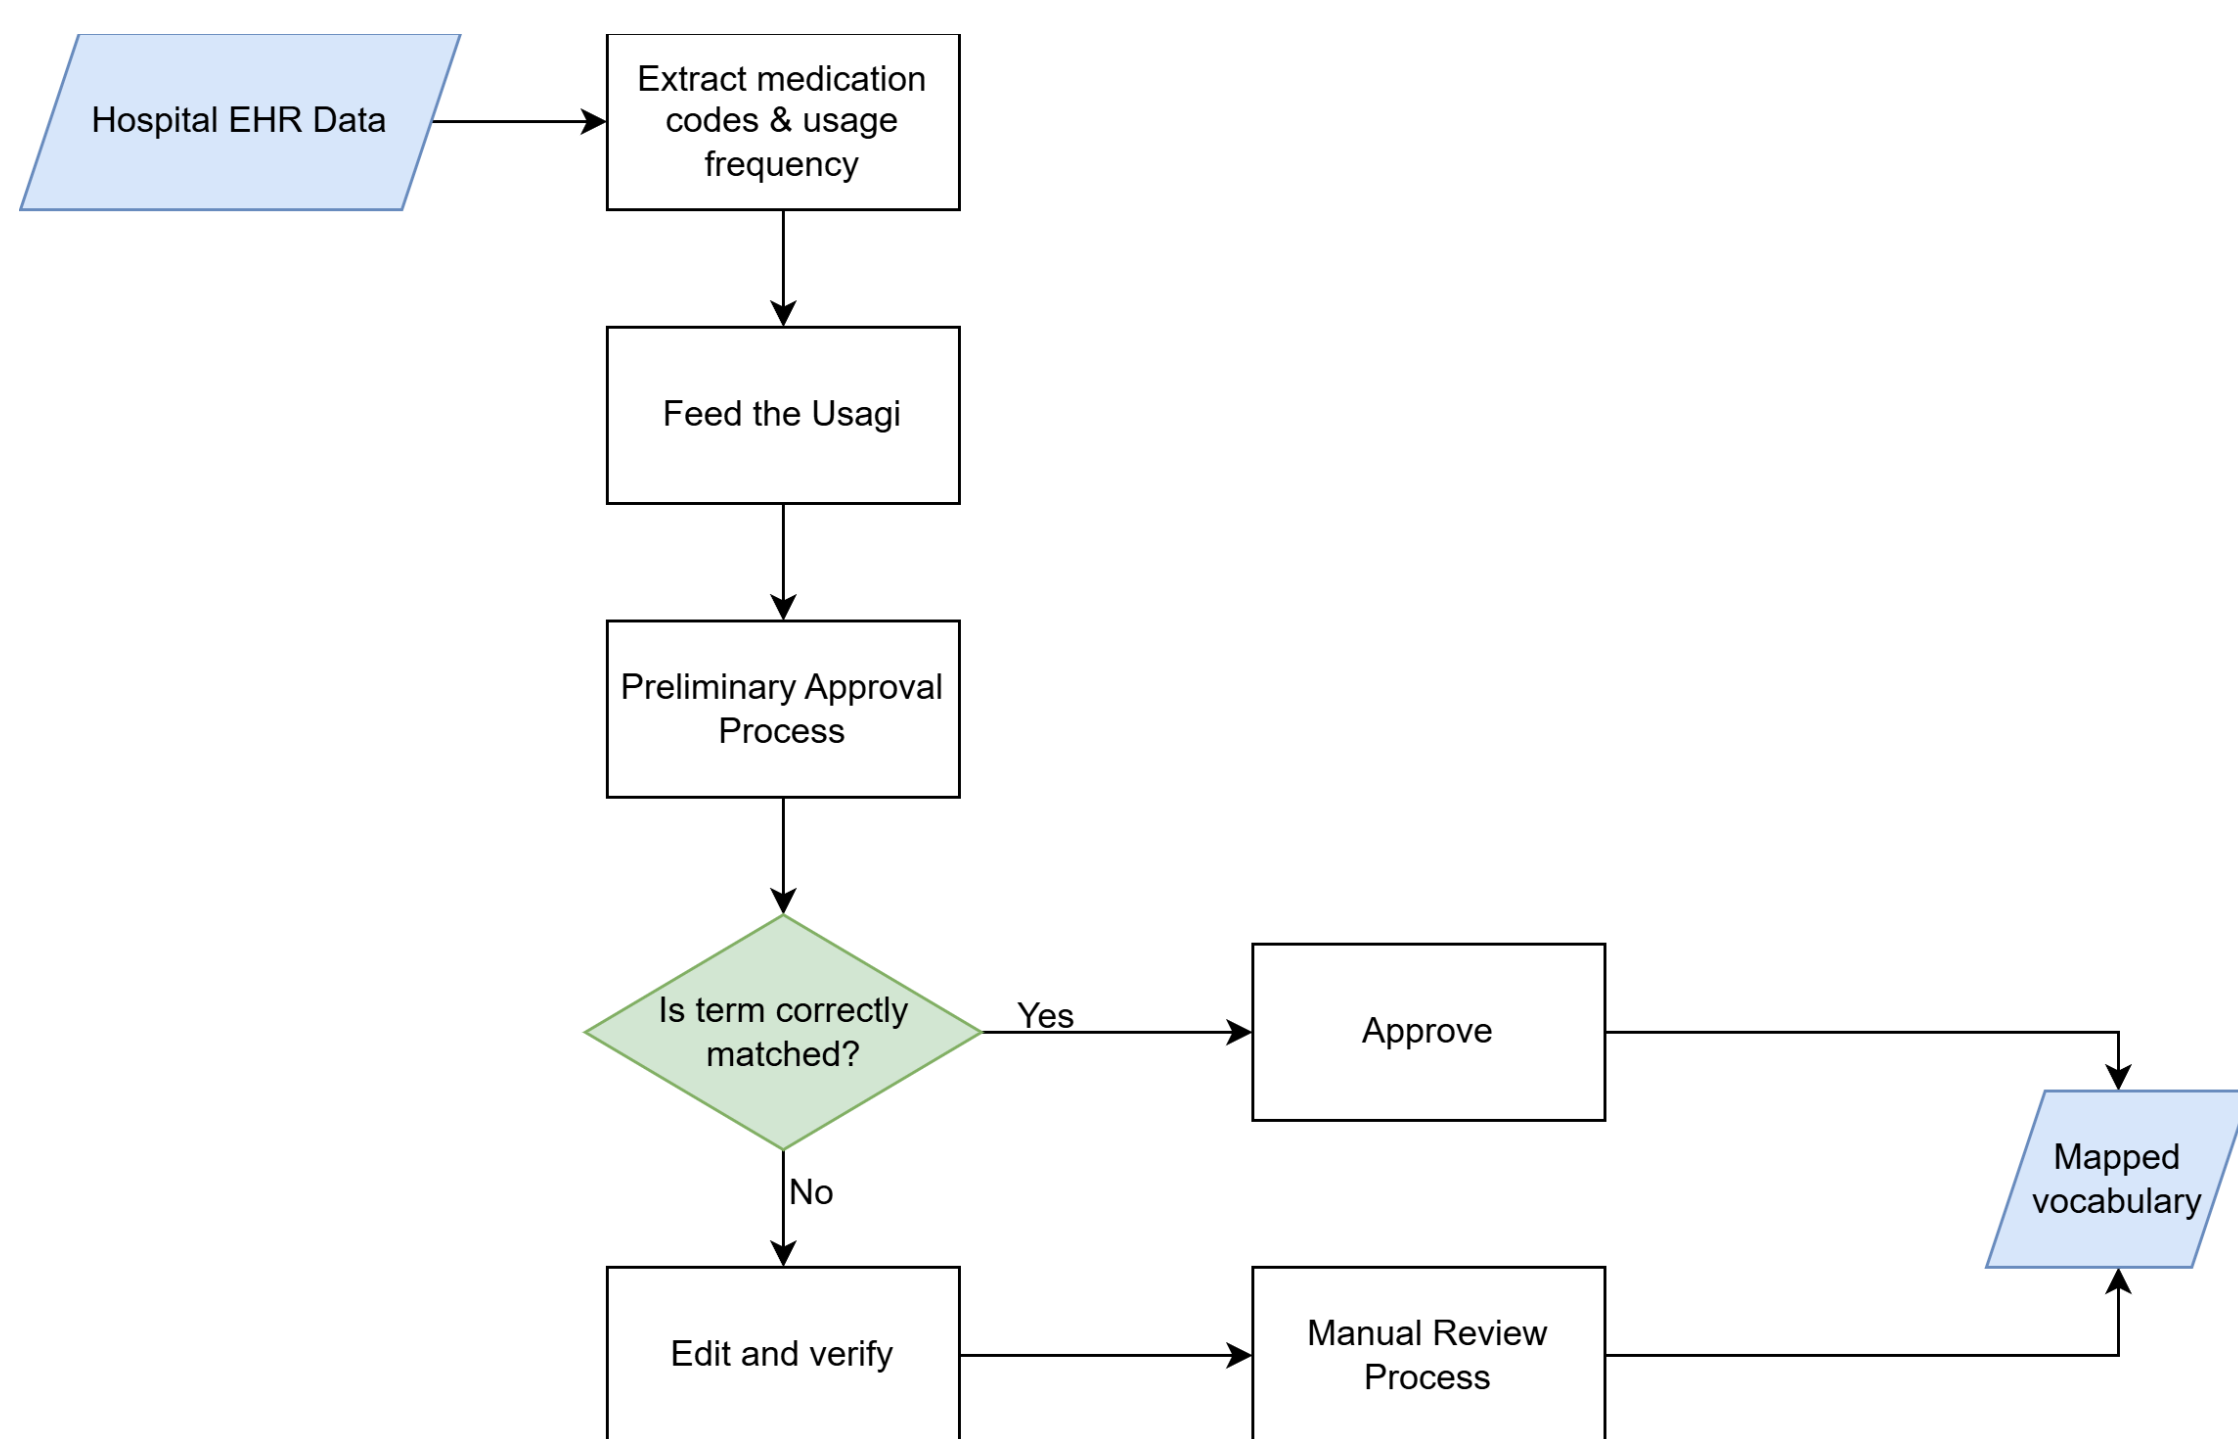 Hospital EHR Data
Extract medication
codes & usage
frequency
Feed the Usagi
Preliminary Approval
Process
Is term correctly
matched?
Yes
Approve
Mapped
vocabulary
No
Edit and verify
Manual Review
Process